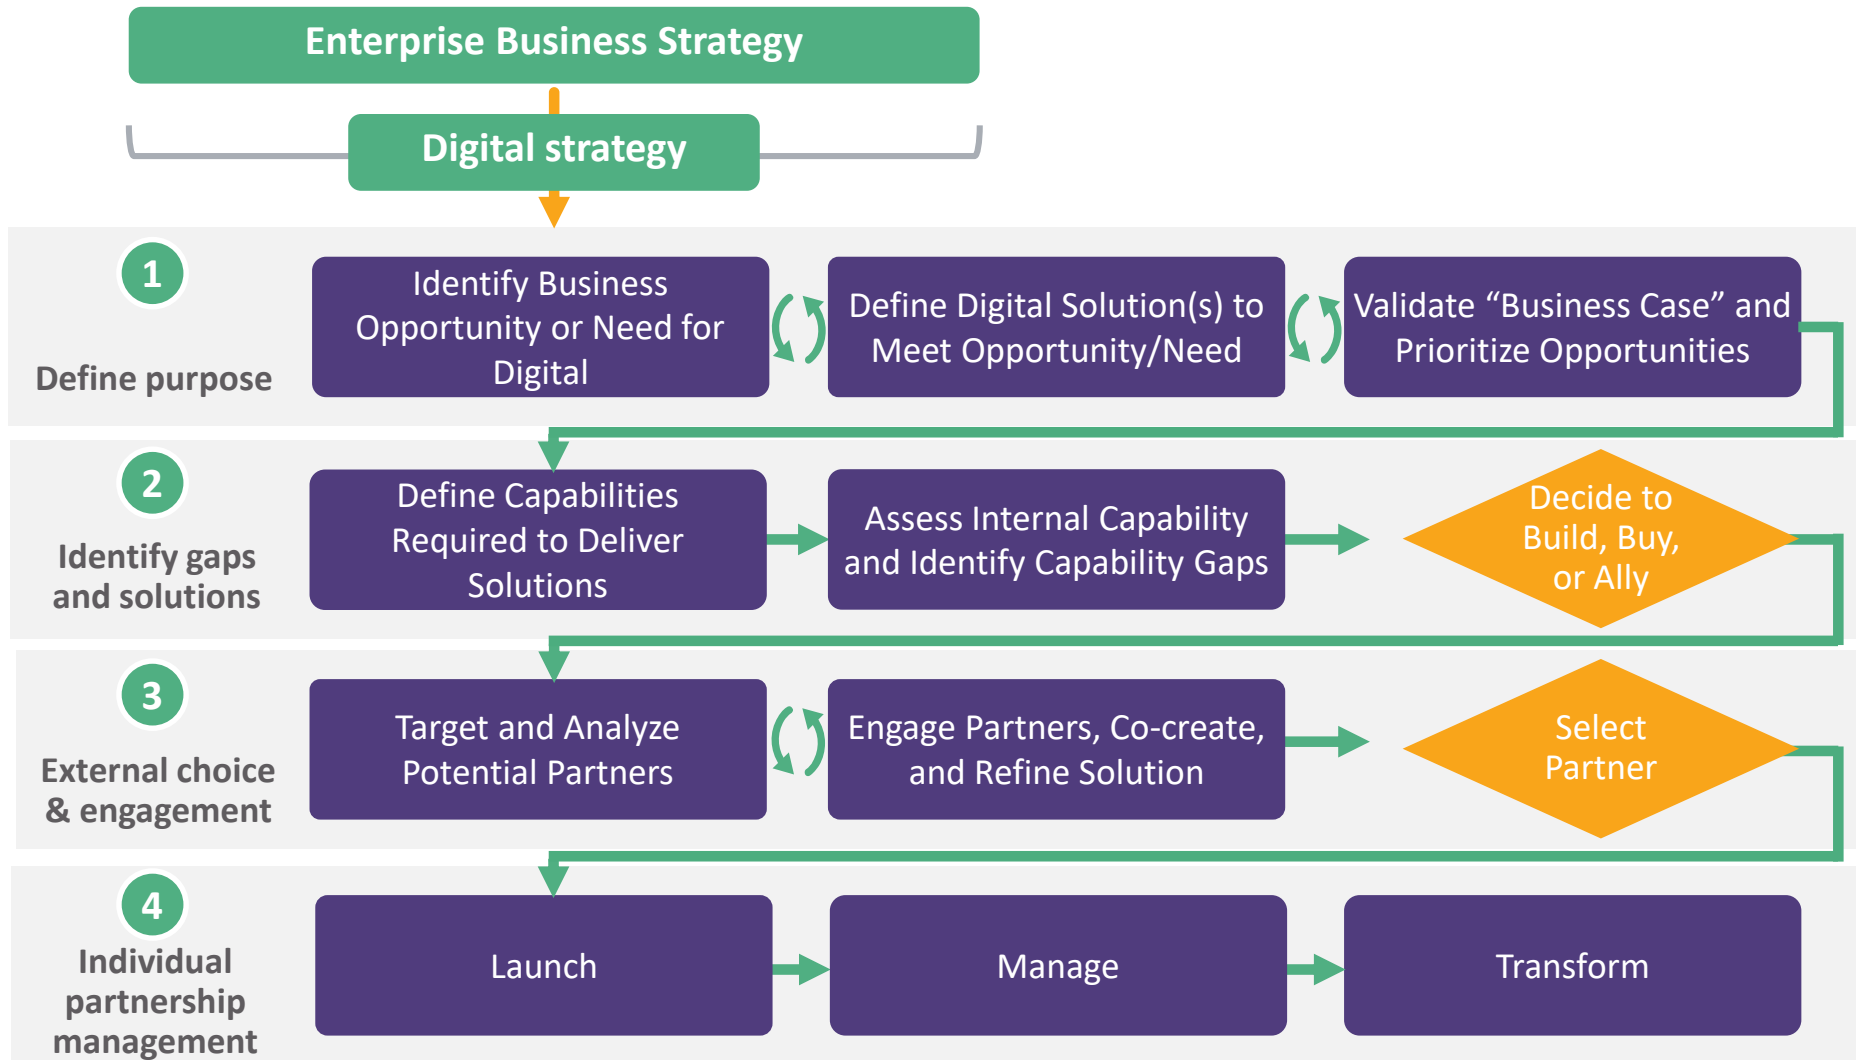 Enterprise Business Strategy
Digital strategy
1
Define purpose
Identify Business
Opportunity or Need for
Digital
Define Digital Solution(s) to
Meet Opportunity/Need
Validate “Business Case” and
Prioritize Opportunities
2
Identify gaps
and solutions
Define Capabilities
Required to Deliver
Solutions
Assess Internal Capability
and Identify Capability Gaps
Decide to
Build, Buy,
or Ally
3
External choice
& engagement
Target and Analyze
Potential Partners
Engage Partners, Co-create,
and Refine Solution
Select
Partner
4
Individual
partnership
management
Launch
Manage
Transform